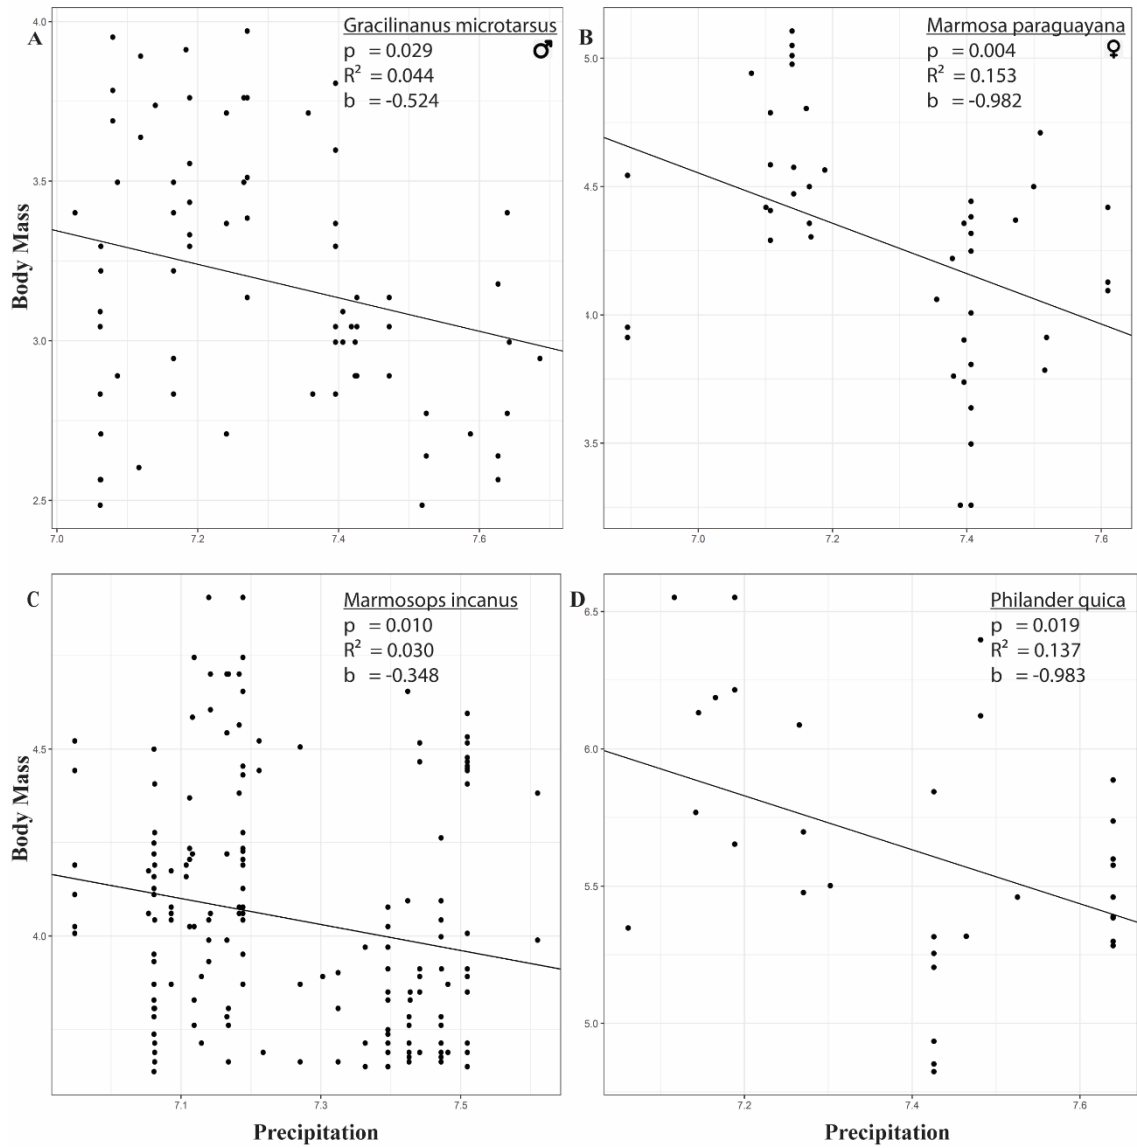 A
Gracilinanus microtarsus
♂
p = 0.029
R² = 0.044
b = -0.524
Body Mass
4.0
3.5
3.0
2.5
7.0 7.2 7.4 7.6
B
Marmosa paraguayana
♀
p = 0.004
R² = 0.153
b = -0.982
5.0
4.5
4.0
3.5
7.0 7.2 7.4 7.6
C
Marmosops incanus
p = 0.010
R² = 0.030
b = -0.348
Body Mass
4.5
4.0
7.1 7.3 7.5
Precipitation
D
Philander quica
p = 0.019
R² = 0.137
b = -0.983
6.5
6.0
5.5
5.0
7.2 7.4 7.6
Precipitation